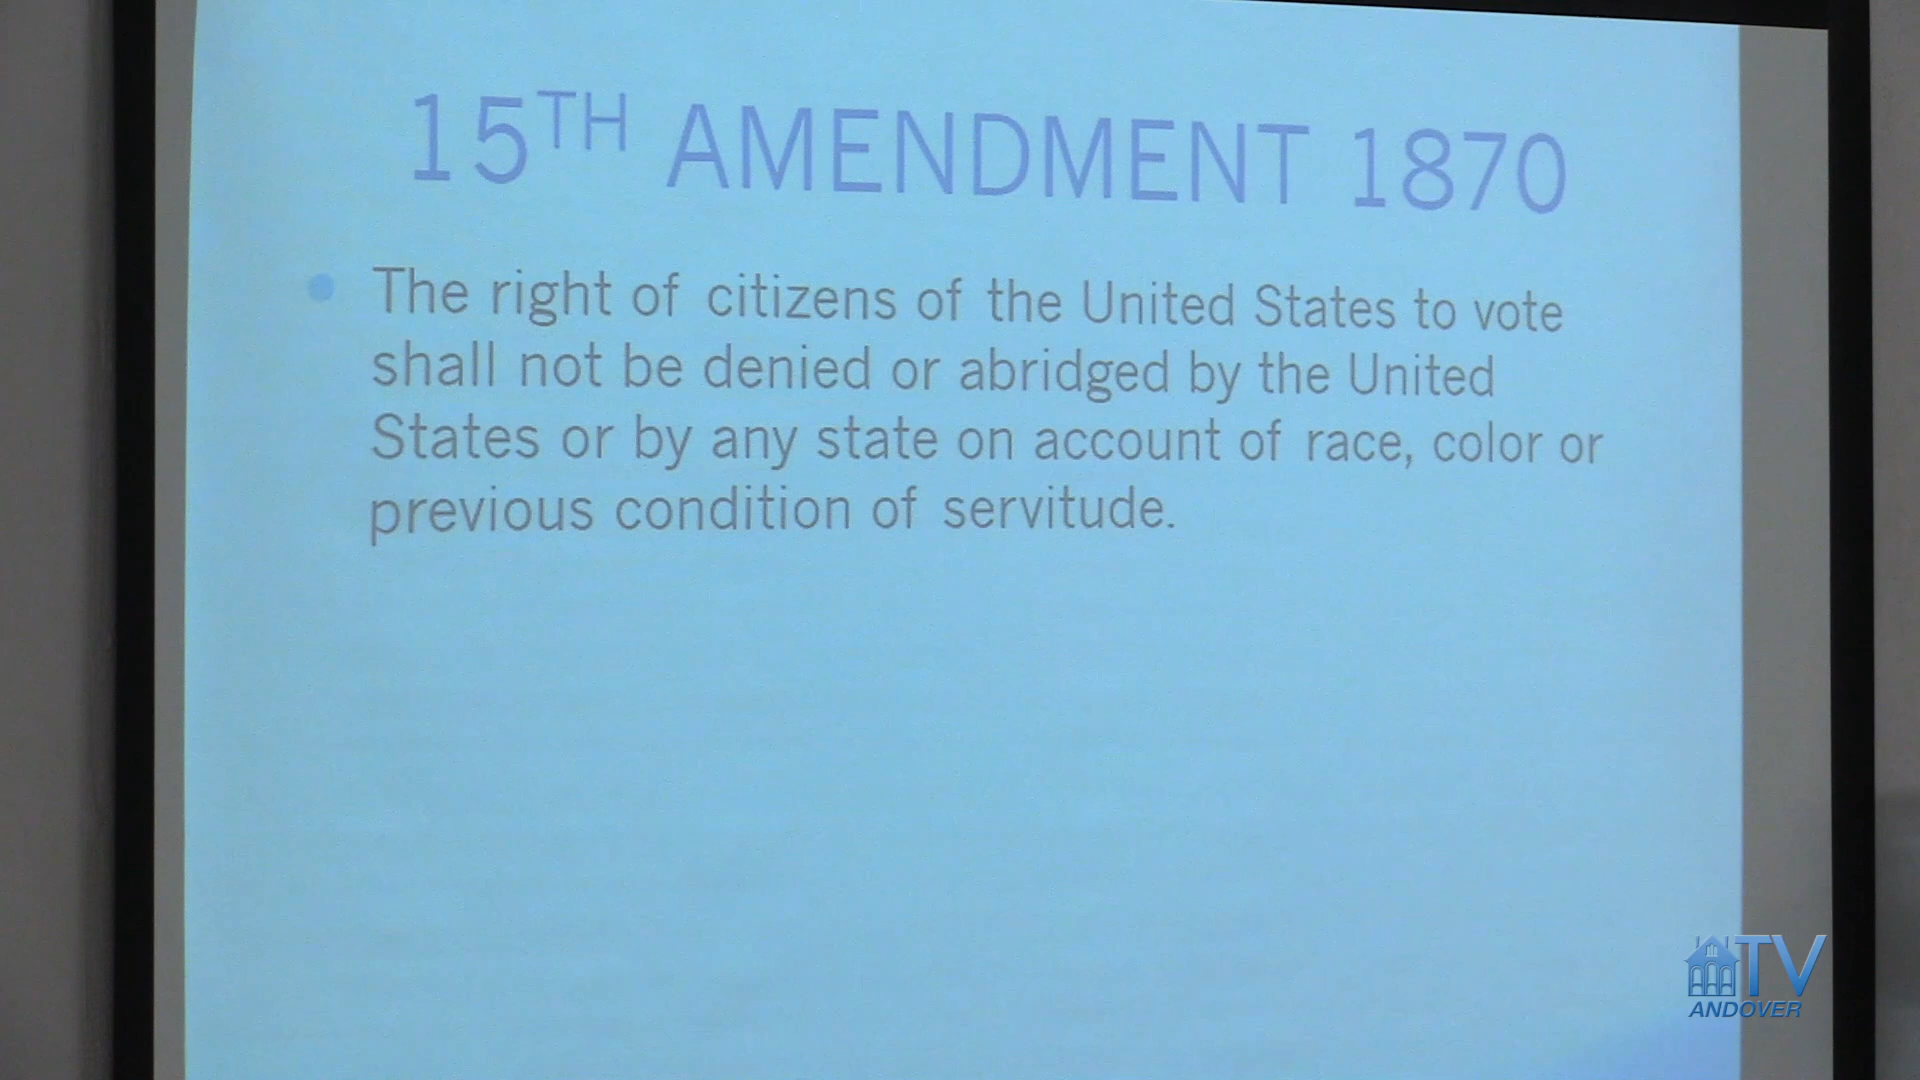 15TH AMENDMENT 1870
• The right of citizens of the United States to vote
shall not be denied or abridged by the United
States or by any state on account of race, color or
previous condition of servitude.
TV
ANDOVER